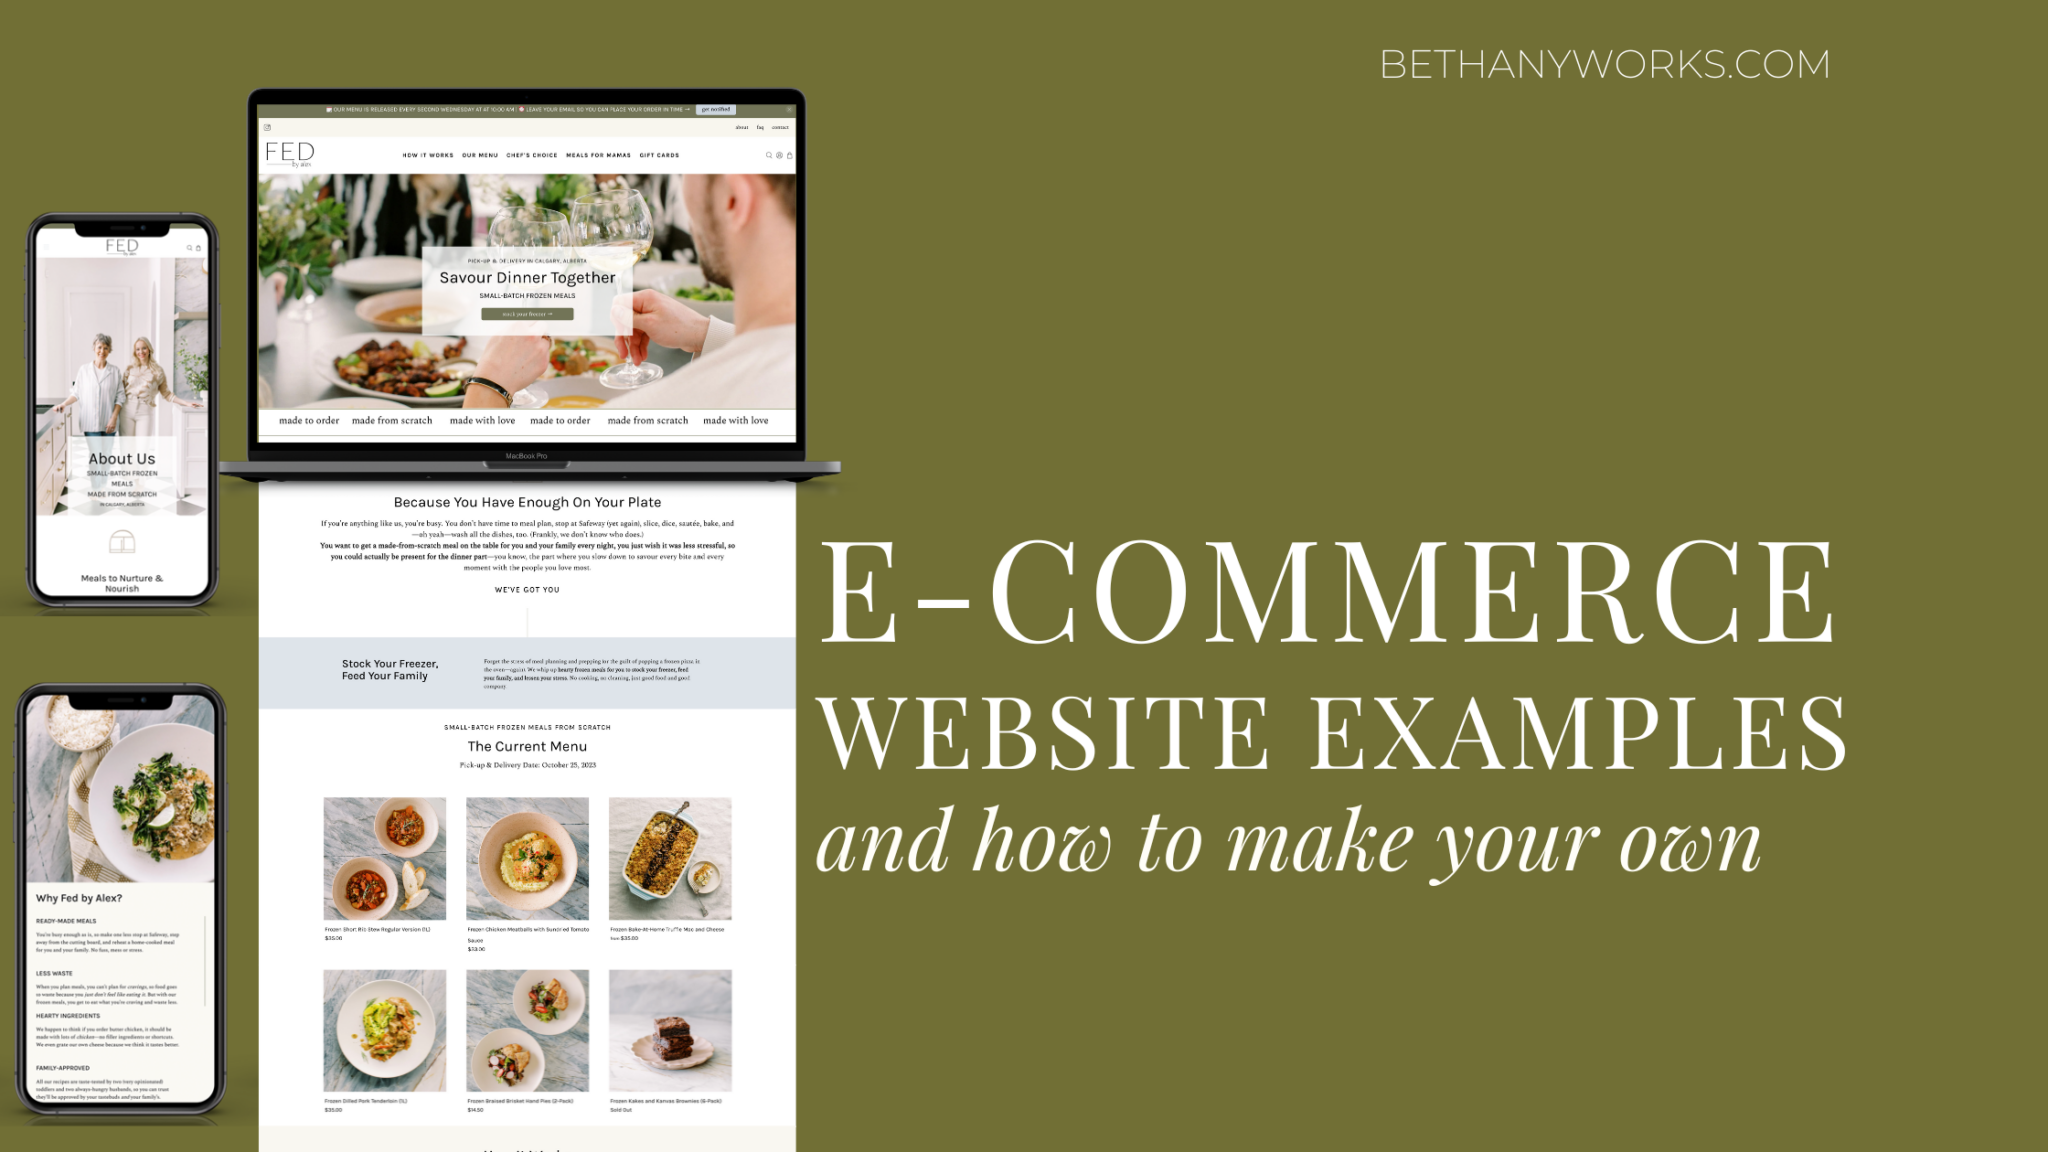 BETHANYWORKS.COM
OUR MENU IS RELEASED EVERY SECOND WEDNESDAY AT AT 10:00 AM! LEAVE YOUR EMAIL SO YOU CAN PLACE YOUR ORDER IN TIME → get notified
about faq contact
FED
by alex
HOW IT WORKS OUR MENU CHEF'S CHOICE MEALS FOR MAMAS GIFT CARDS
PICK-UP & DELIVERY IN CALGARY, ALBERTA
Savour Dinner Together
SMALL-BATCH FROZEN MEALS
stock your freezer →
made to order made from scratch made with love made to order made from scratch made with love
MacBook Pro
FED
by alex
About Us
SMALL-BATCH FROZEN
MEALS
MADE FROM SCRATCH
IN CALGARY, ALBERTA
Meals to Nurture &
Nourish
Because You Have Enough On Your Plate
If you're anything like us, you're busy. You don't have time to meal plan, stop at Safeway (yet again), slice, dice, sautée, bake, and
—oh yeah—wash all the dishes, too. (Frankly, we don't know who does.)
You want to get a made-from-scratch meal on the table for you and your family every night, you just wish it was less stressful, so
you could actually be present for the dinner part—you know, the part where you slow down to savour every bite and every
moment with the people you love most.
WE'VE GOT YOU
Stock Your Freezer,
Feed Your Family
Forget the stress of meal planning and prepping for the guilt of popping a frozen pizza in
the oven—again. We whip up hearty frozen meals for you to stock your freezer, feed
your family, and lessen your stress. No cooking, no cleaning, just good food and good
company.
SMALL-BATCH FROZEN MEALS FROM SCRATCH
The Current Menu
Pick-up & Delivery Date: October 25, 2023
Frozen Short Rib Stew Regular Version (1L)
$35.00
Frozen Chicken Meatballs with Sundried Tomato
Sauce
$33.00
Frozen Bake-At-Home Truffle Mac and Cheese
from $35.00
Frozen Dilled Pork Tenderloin (1L)
$35.00
Frozen Braised Brisket Hand Pies (2-Pack)
$14.50
Frozen Kakes and Kanvas Brownies (6-Pack)
Sold Out
Why Fed by Alex?
READY-MADE MEALS
You're busy enough as is, so make one less stop at Safeway, step
away from the cutting board, and reheat a home-cooked meal
for you and your family. No fuss, mess or stress.
LESS WASTE
When you plan meals, you can't plan for cravings, so food goes
to waste because you just don't feel like eating it. But with our
frozen meals, you get to eat what you're craving and waste less.
HEARTY INGREDIENTS
We happen to think if you order butter chicken, it should be
made with lots of chicken—no filler ingredients or shortcuts.
We even grate our own cheese because we think it tastes better.
FAMILY-APPROVED
All our recipes are taste-tested by two very opinionated
toddlers and two always-hungry husbands, so you can trust
they'll be approved by your tastebuds and your family's.
E-COMMERCE
WEBSITE EXAMPLES
and how to make your own